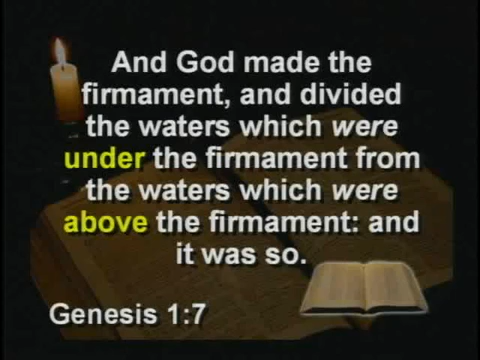 And God made the
firmament, and divided
the waters which were
under the firmament from
the waters which were
above the firmament: and
it was so.
Genesis 1:7